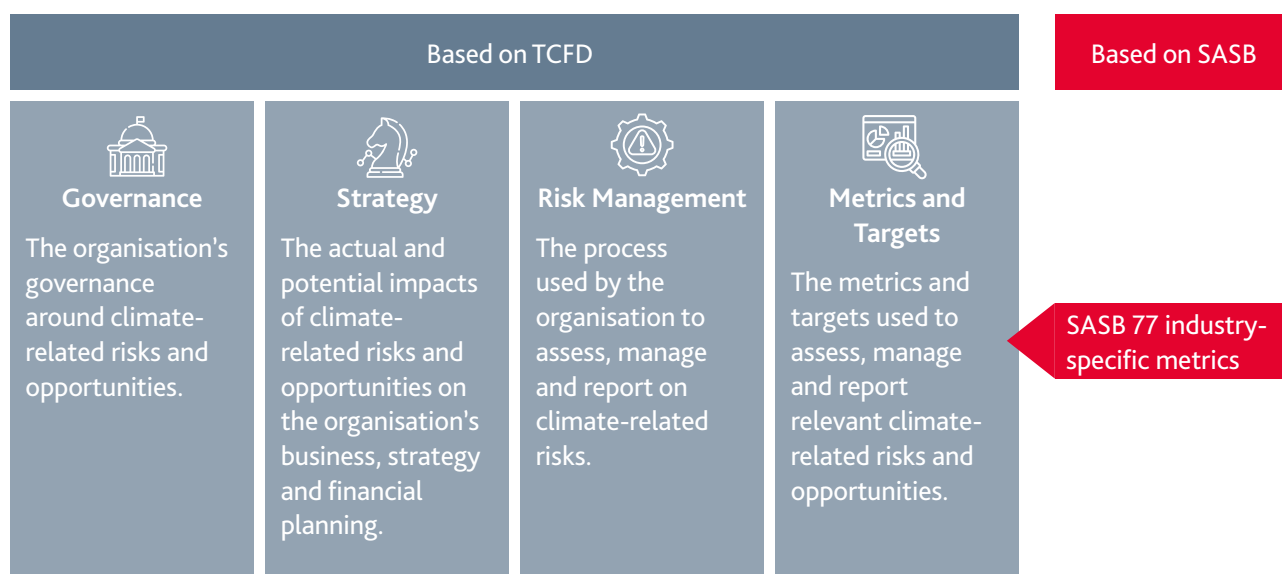 Based on TCFD
Based on SASB
Governance
The organisation’s
governance
around climate-
related risks and
opportunities.
Strategy
The actual and
potential impacts
of climate-
related risks and
opportunities on
the organisation’s
business, strategy
and financial
planning.
Risk Management
The process
used by the
organisation to
assess, manage
and report on
climate-related
risks.
Metrics and
Targets
The metrics and
targets used to
assess, manage
and report
relevant climate-
related risks and
opportunities.
SASB 77 industry-
specific metrics